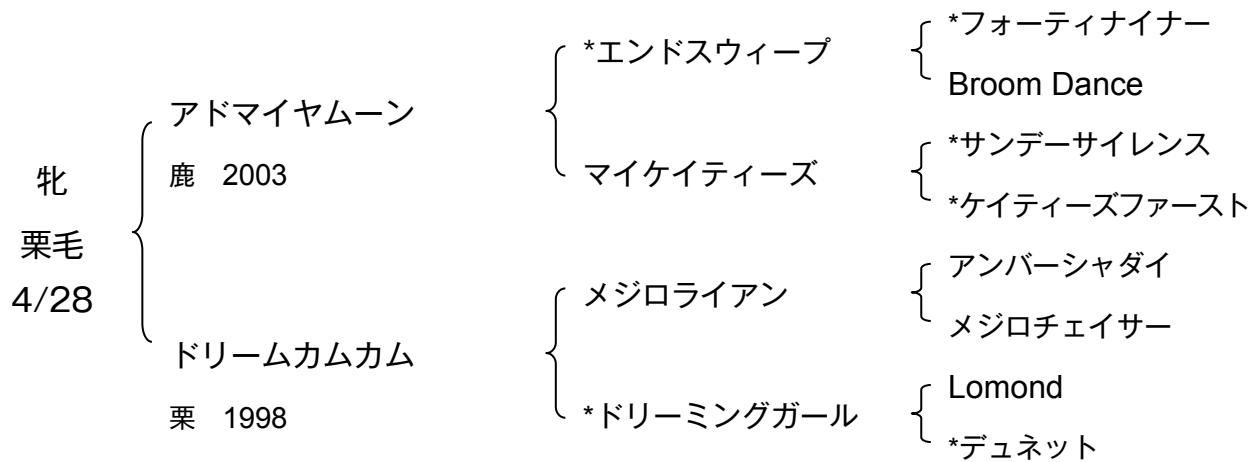 牝
栗毛
4/28
アドマイヤムーン
鹿 2003
ドリームカムカム
栗 1998
*エンドスウィープ
マイケイティーズ
メジロライアン
*ドリーミングガール
*フォーティナイナー
Broom Dance
*サンデーサイレンス
*ケイティーズファースト
アンバーシャダイ
メジロチェイサー
Lomond
*デュネット